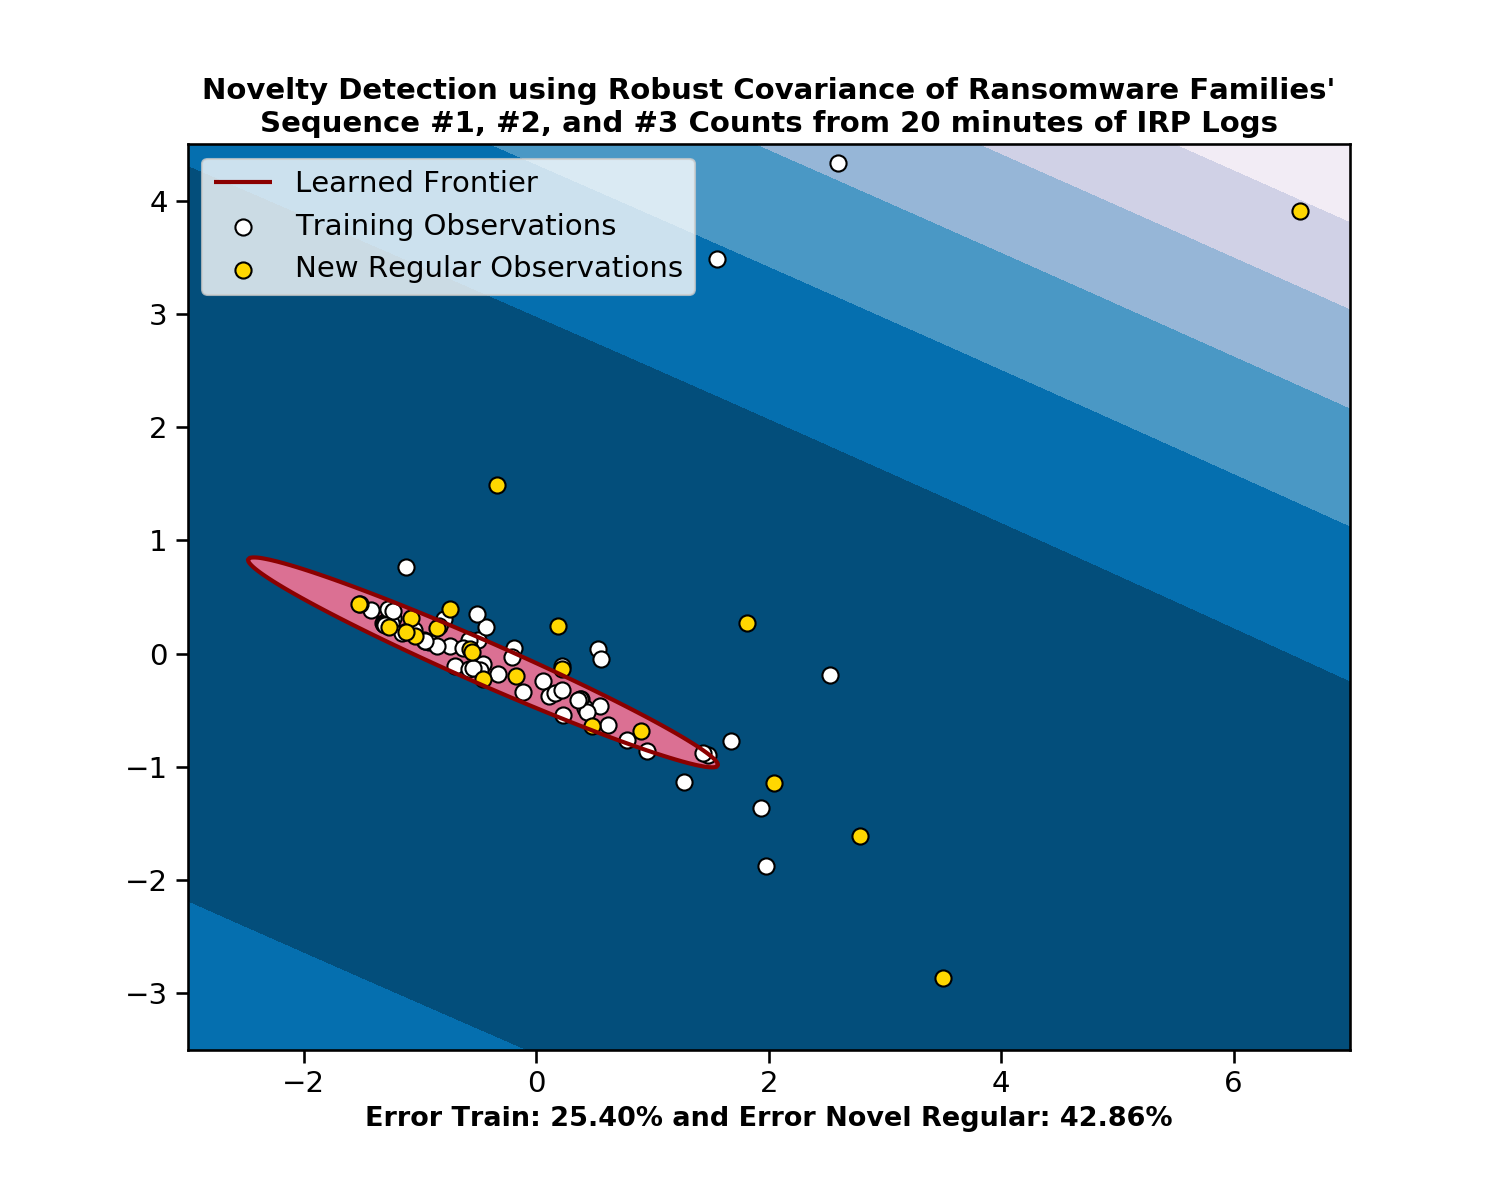 Novelty Detection using Robust Covariance of Ransomware Families'
Sequence #1, #2, and #3 Counts from 20 minutes of IRP Logs
Learned Frontier
Training Observations
New Regular Observations
4
3
2
1
0
−1
−2
−3
−2
0
2
4
6
Error Train: 25.40% and Error Novel Regular: 42.86%